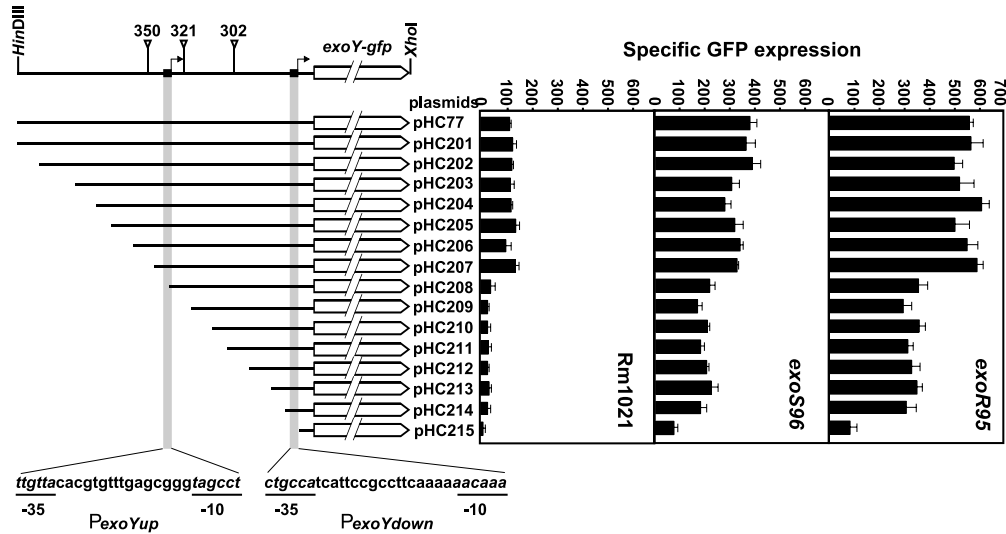 HinDIII
350 321 302
exoY-gfp
XhoI
Specific GFP expression
plasmids
0 100 200 300 400
0 100 200 300 400 500 600
0 100 200 300 400 500 600 700
pHC77
pHC201
pHC202
pHC203
pHC204
pHC205
pHC206
pHC207
pHC208
pHC209
pHC210
pHC211
pHC212
pHC213
pHC214
pHC215
Rm1021
exoS96
exoR95
ttgttacacgtgtttgagcgggtagcct
-35 -10
PexoYup
ctgccatcattccgccttcaaaaaacaaa
-35 -10
PexoYdown